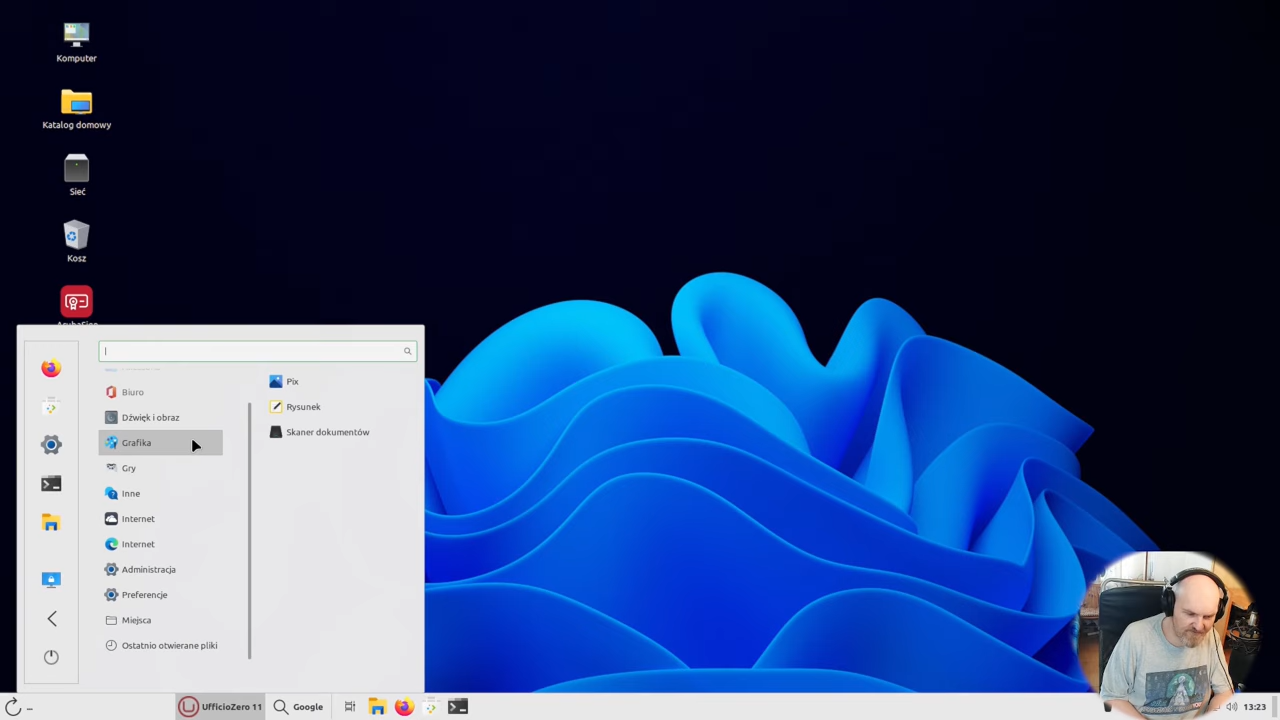 Komputer
Katalog domowy
Sieć
Kosz
Biuro
Dźwięk i obraz
Grafika
Gry
Inne
Internet
Internet
Administracja
Preferencje
Miejsca
Ostatnio otwierane pliki
Pix
Rysunek
Skaner dokumentów
...
UfficioZero 11
Google
13:23